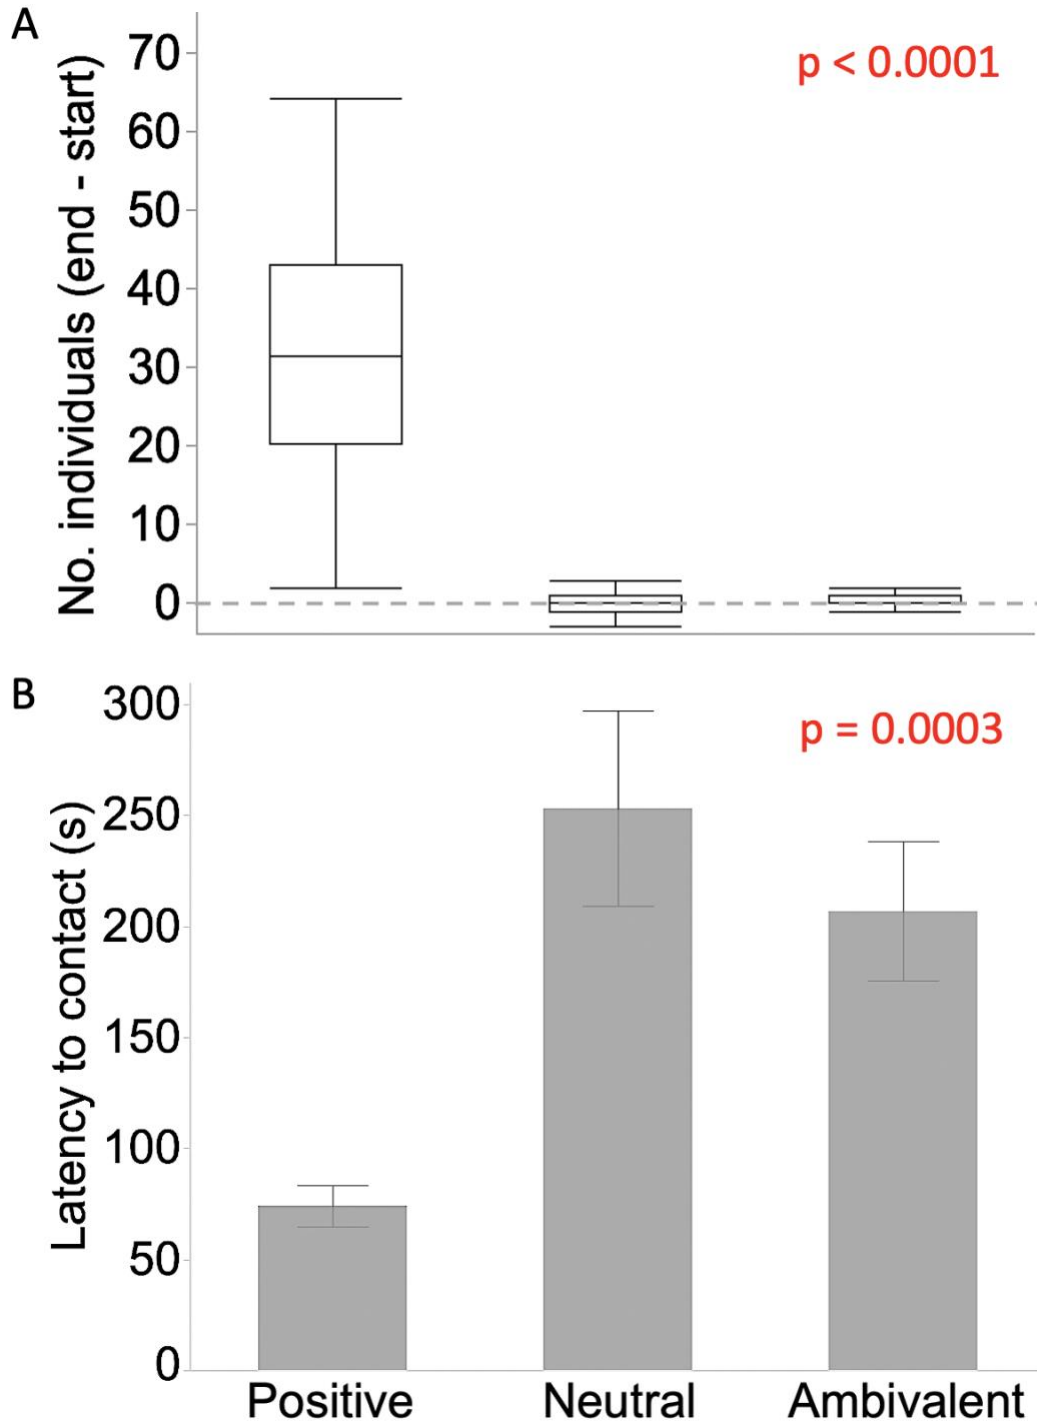 A
No. individuals (end - start)
70
60
50
40
30
20
10
0
p < 0.0001
B
Latency to contact (s)
300
250
200
150
100
50
0
p = 0.0003
Positive
Neutral
Ambivalent